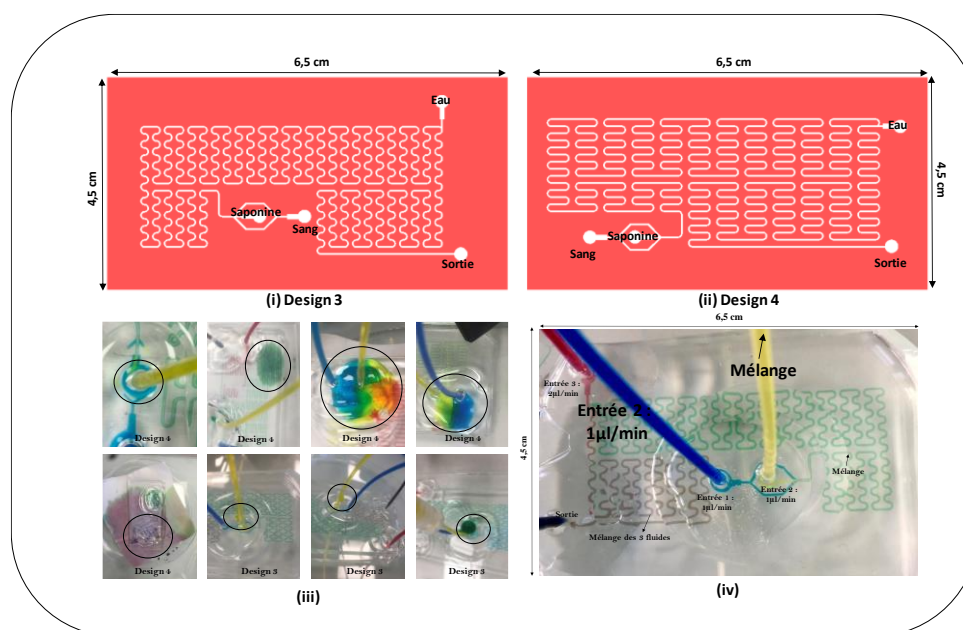 6,5 cm
6,5 cm
4,5 cm
Eau
Saponine
Sang
Sortie
Eau
Saponine
Sang
Sortie
4,5 cm
(i) Design 3
(ii) Design 4
6,5 cm
Design 4
Design 4
Design 4
Design 4
Design 4
Design 3
Design 3
Design 3
(iii)
4,5 cm
Mélange
Entrée 3 :
2µl/min
Entrée 2 :
1µl/min
Mélange
Entrée 1 :
1µl/min
Entrée 2 :
1µl/min
Sortie
Mélange des 3 fluides
(iv)